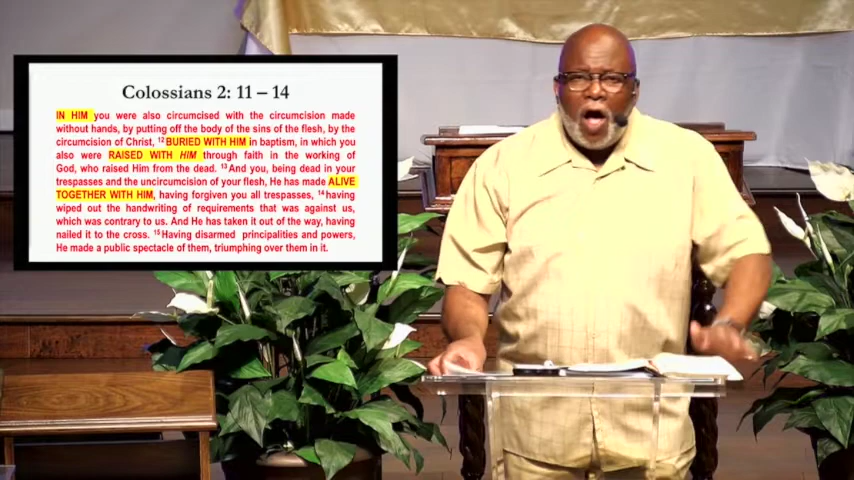 Colossians 2: 11 – 14
IN HIM you were also circumcised with the circumcision made
without hands, by putting off the body of the sins of the flesh, by the
circumcision of Christ, ¹² BURIED WITH HIM in baptism, in which you
also were RAISED WITH HIM through faith in the working of
God, who raised Him from the dead. ¹³ And you, being dead in your
trespasses and the uncircumcision of your flesh, He has made ALIVE
TOGETHER WITH HIM, having forgiven you all trespasses, ¹⁴ having
wiped out the handwriting of requirements that was against us,
which was contrary to us. And He has taken it out of the way, having
nailed it to the cross. ¹⁵ Having disarmed principalities and powers,
He made a public spectacle of them, triumphing over them in it.